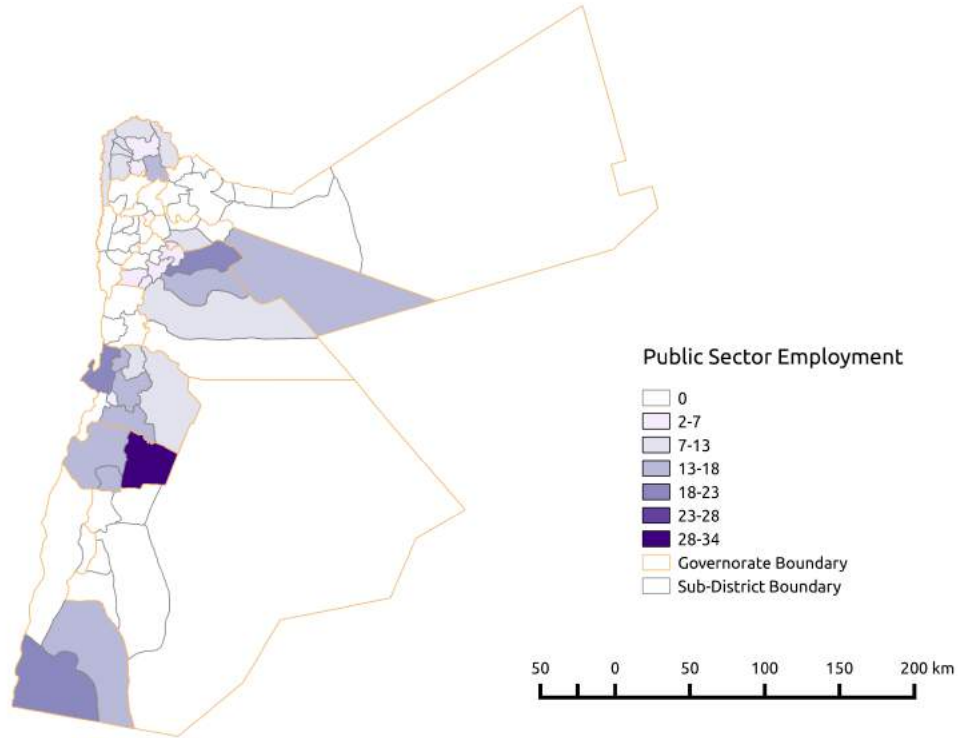 Public Sector Employment
0
2-7
7-13
13-18
18-23
23-28
28-34
Governorate Boundary
Sub-District Boundary
50 0 50 100 150 200 km